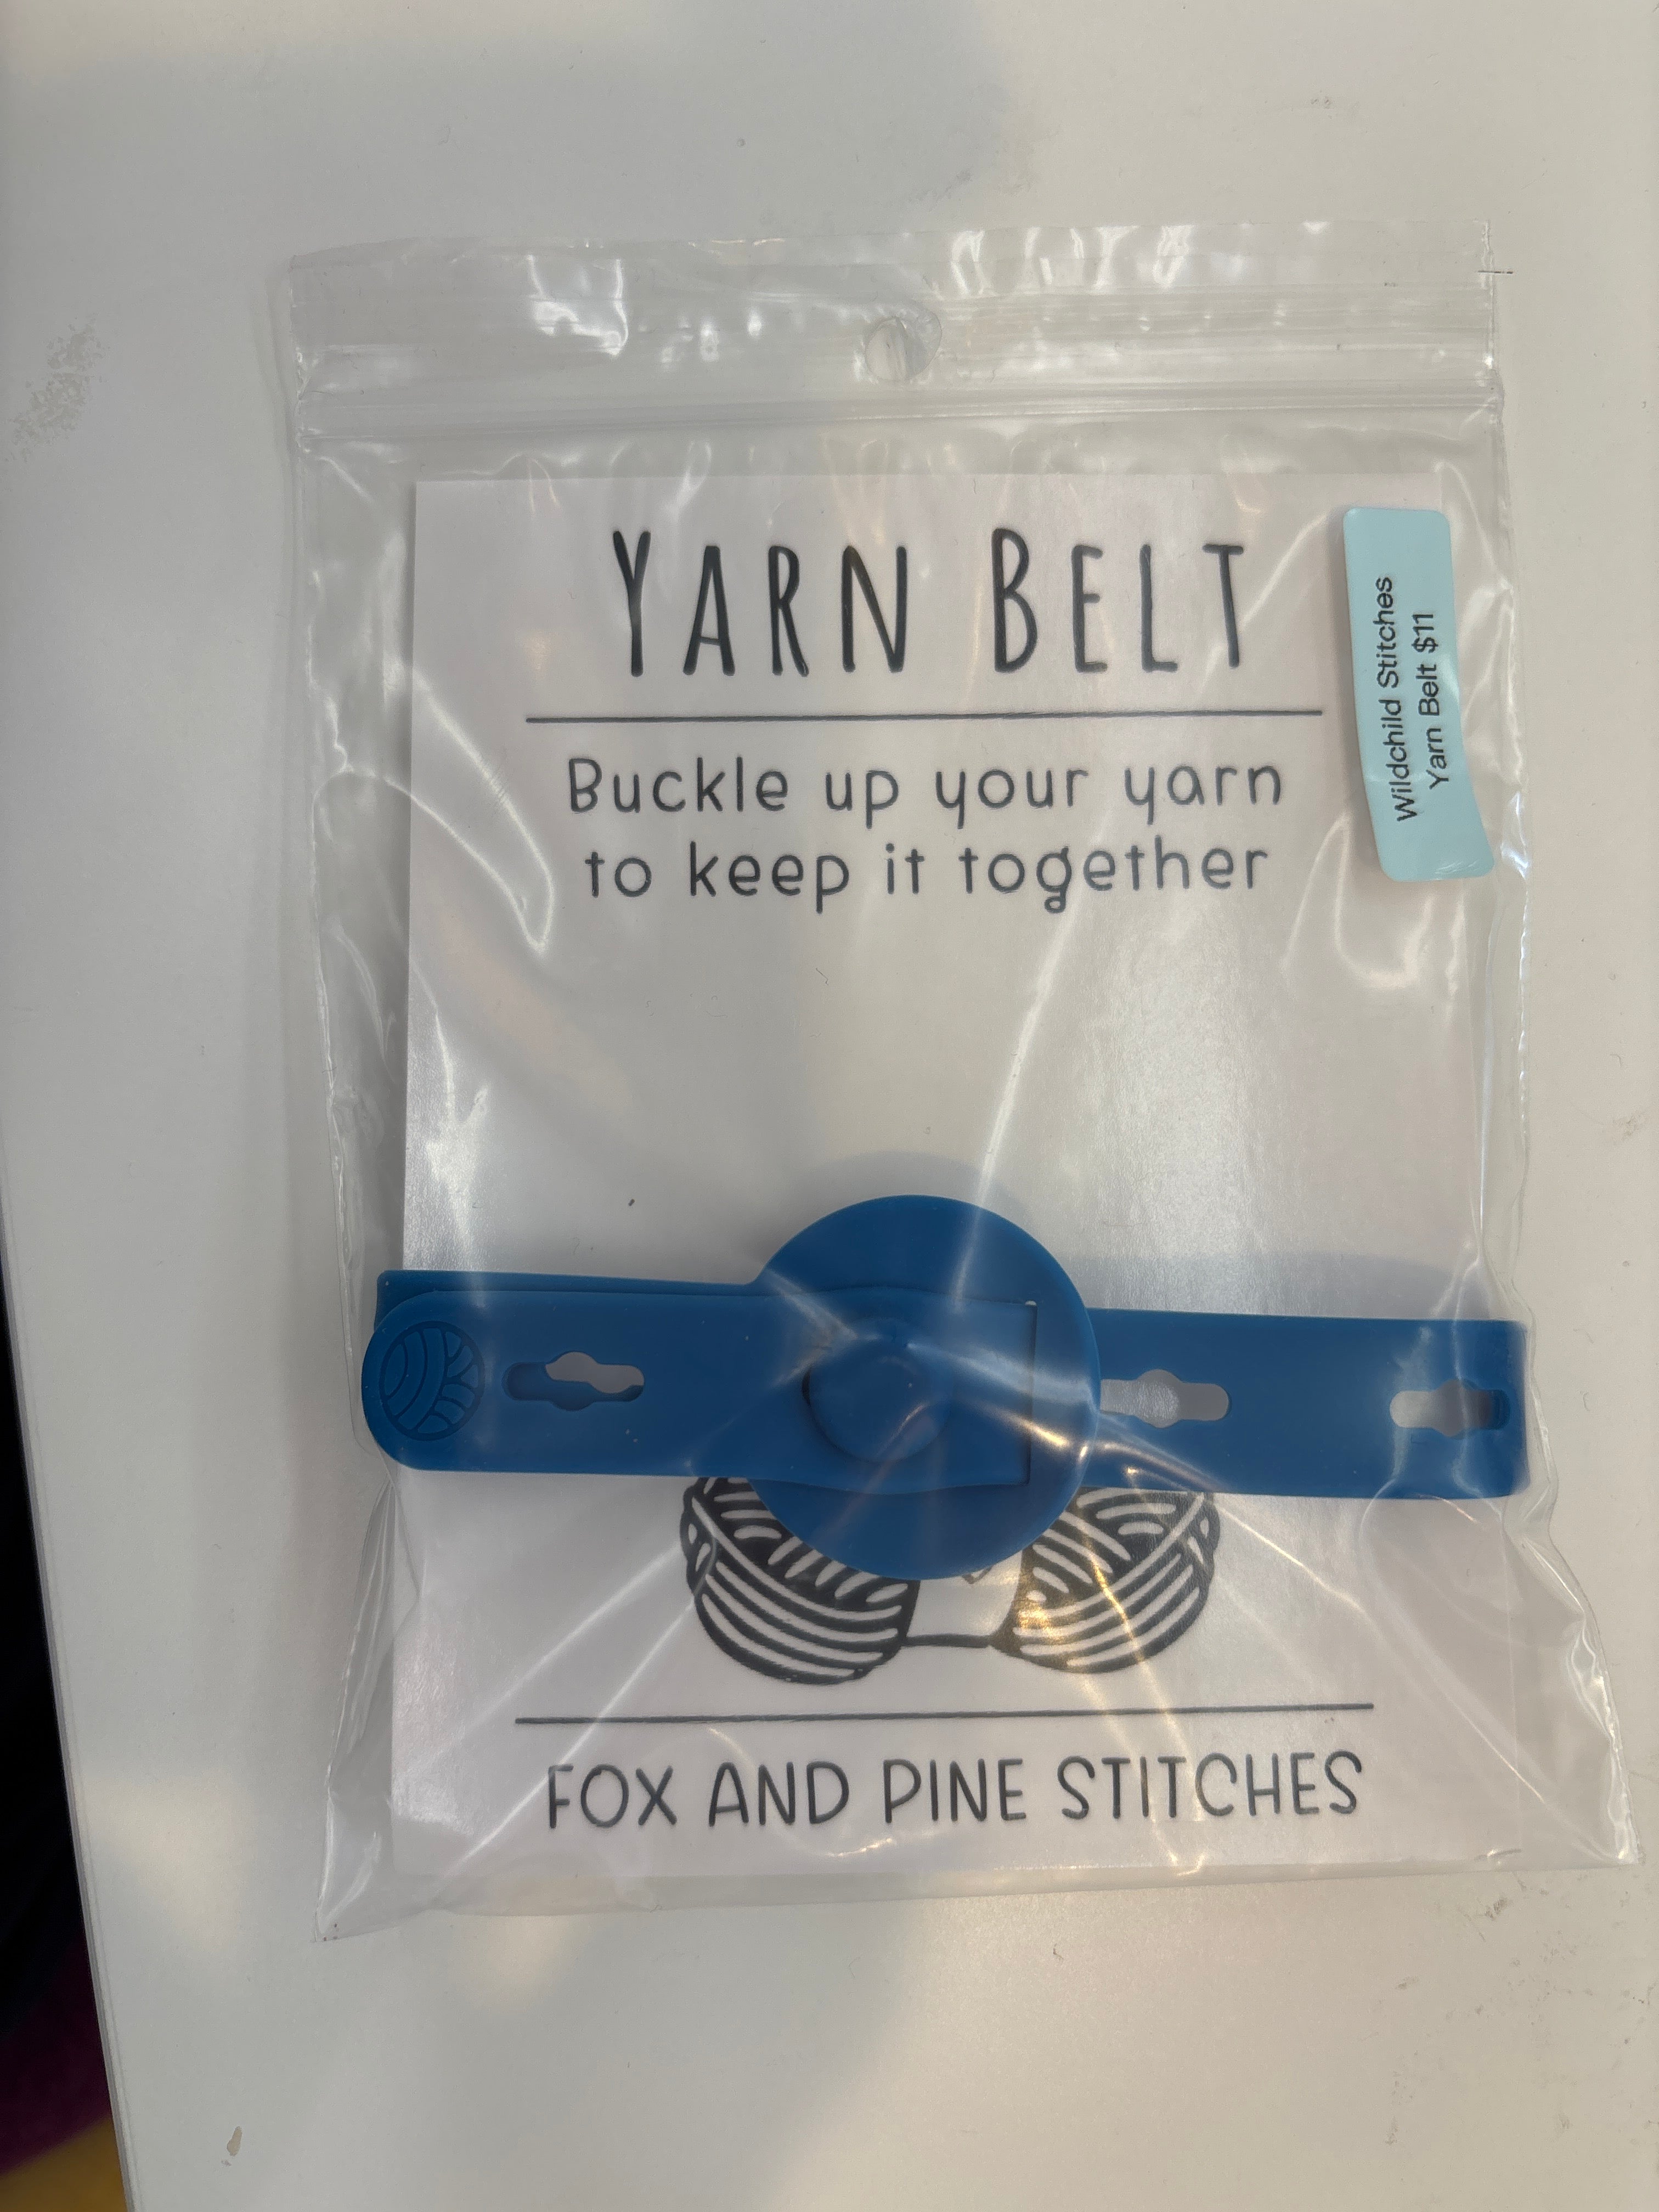 YARN BELT
Buckle up your yarn
to keep it together
Wildchild Stitches
Yarn Belt $11
FOX AND PINE STITCHES